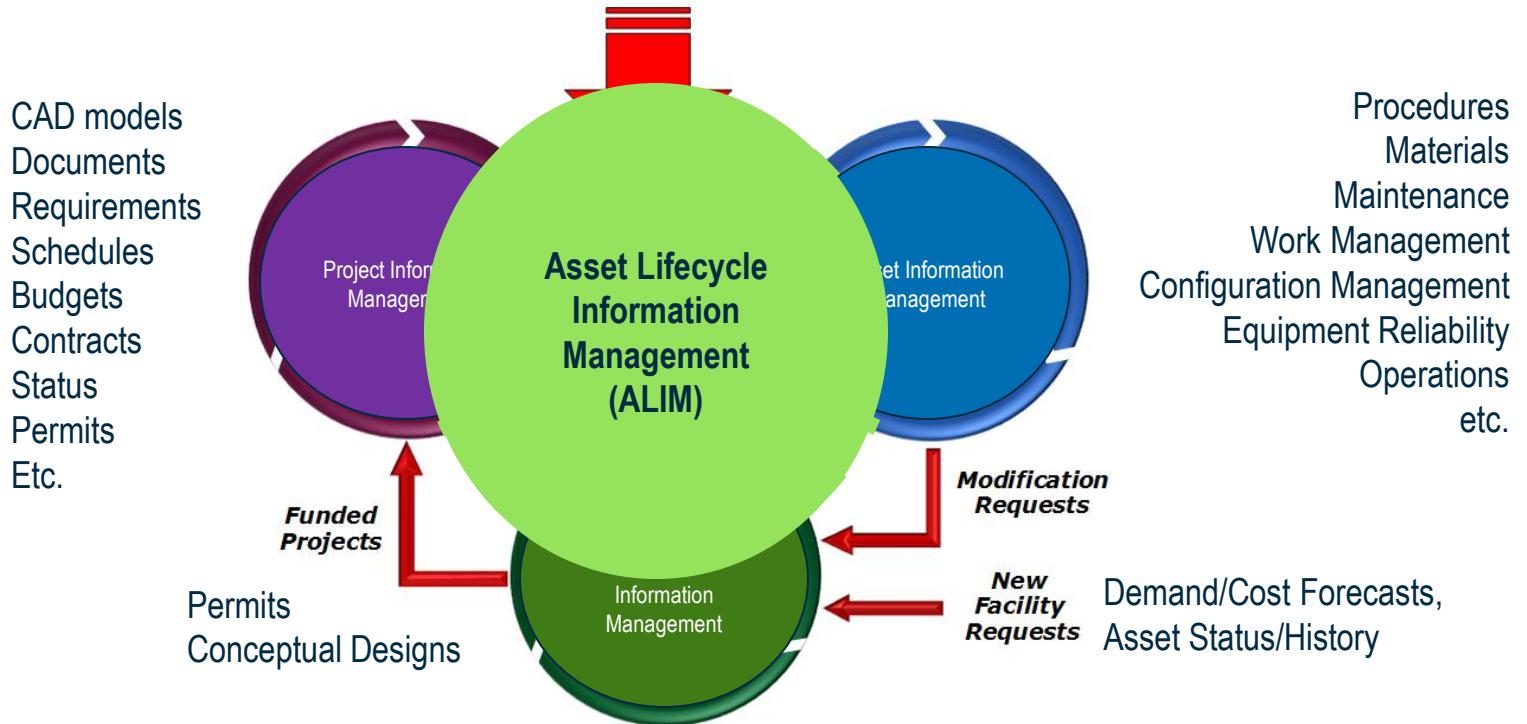 CAD models
Documents
Requirements
Schedules
Budgets
Contracts
Status
Permits
Etc.
Project
Asset Lifecycle
Information
Management
(ALIM)
Information
Procedures
Materials
Maintenance
Work Management
Configuration Management
Equipment Reliability
Operations
etc.
Funded
Projects
Modification
Requests
New
Facility
Requests
Information
Management
Permits
Conceptual Designs
Demand/Cost Forecasts,
Asset Status/History